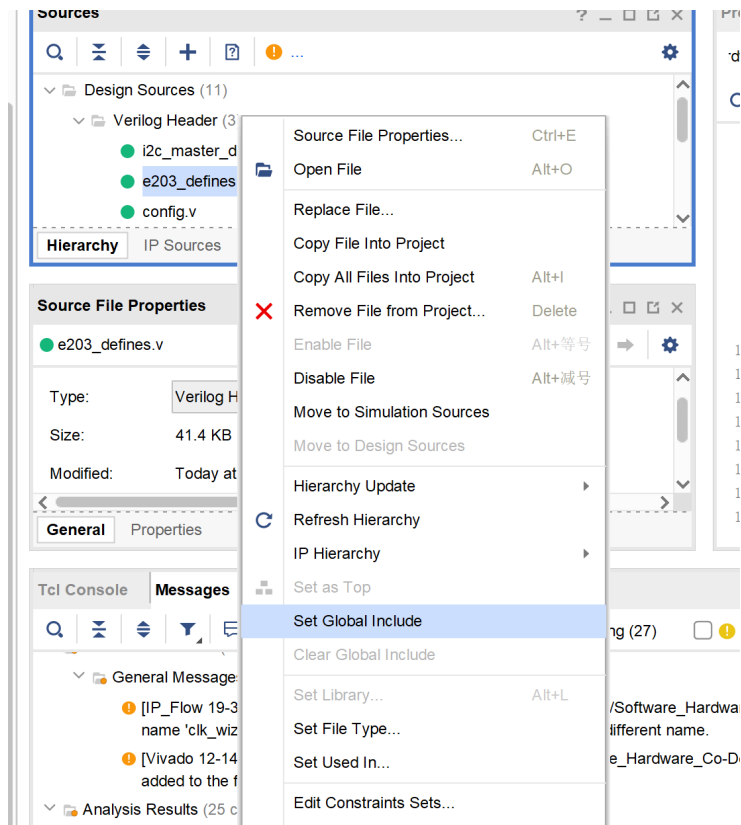 Sources
Pr
...
Design Sources (11)
Verilog Header (3
i2c_master_d
e203_defines
config.v
Hierarchy IP Sources
Source File Properties
e203_defines.v
Type: Verilog H
Size: 41.4 KB
Modified: Today at
General Properties
Tcl Console Messages
General Message
[IP_Flow 19-3
name 'clk_wiz
[Vivado 12-14
added to the f
Analysis Results (25 c
Source File Properties... Ctrl+E
Open File Alt+O
Replace File...
Copy File Into Project
Copy All Files Into Project Alt+I
Remove File from Project... Delete
Enable File Alt+等号
Disable File Alt+减号
Move to Simulation Sources
Move to Design Sources
Hierarchy Update
Refresh Hierarchy
IP Hierarchy
Set as Top
Set Global Include
Clear Global Include
Set Library... Alt+L
Set File Type...
Set Used In...
Edit Constraints Sets...
ng (27)
/Software_Hardwar
different name.
e_Hardware_Co-D